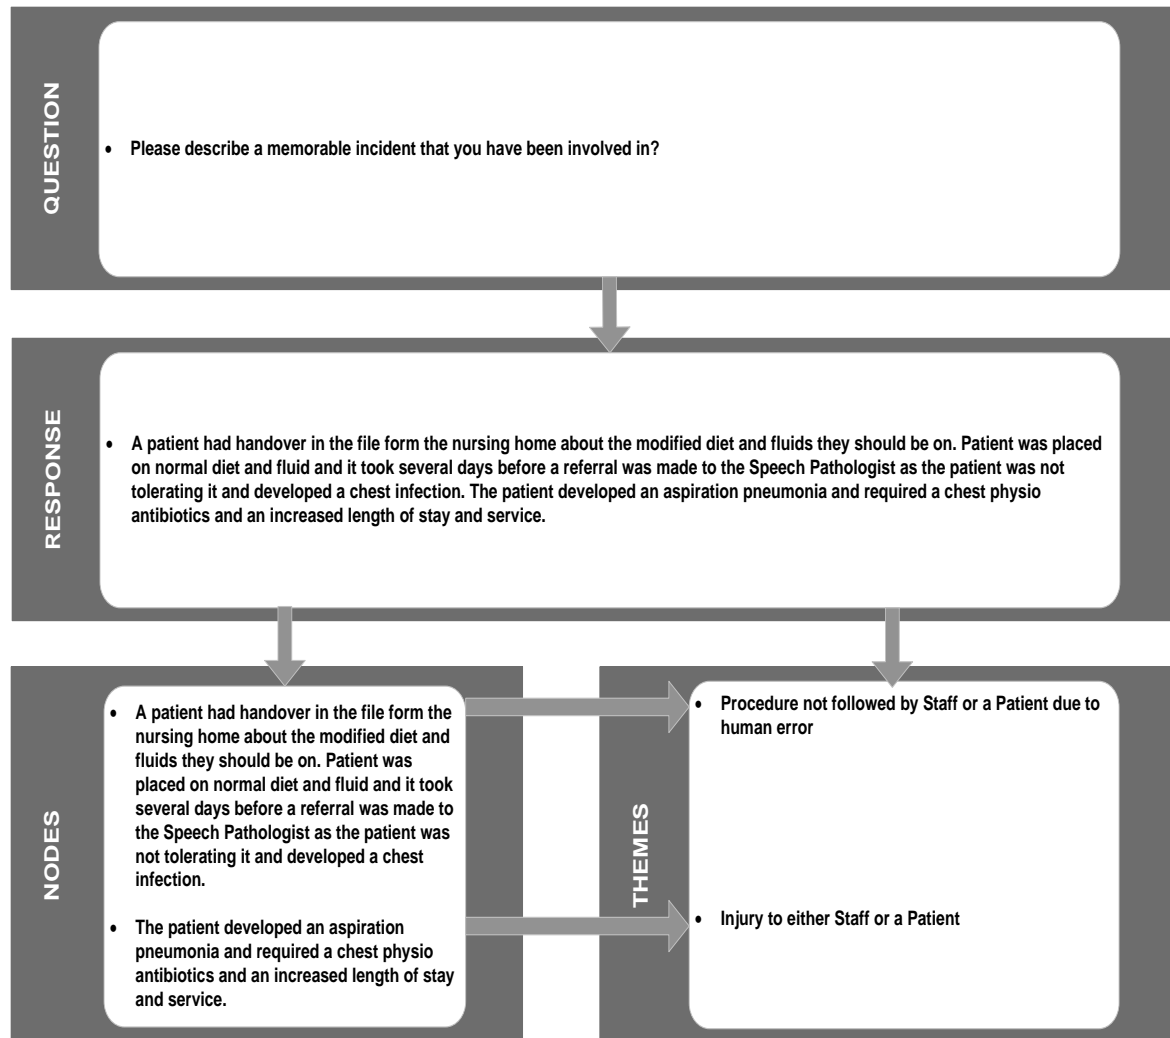 QUESTION
• Please describe a memorable incident that you have been involved in?
RESPONSE
• A patient had handover in the file form the nursing home about the modified diet and fluids they should be on. Patient was placed
on normal diet and fluid and it took several days before a referral was made to the Speech Pathologist as the patient was not
tolerating it and developed a chest infection. The patient developed an aspiration pneumonia and required a chest physio
antibiotics and an increased length of stay and service.
NODES
• A patient had handover in the file form the
nursing home about the modified diet and
fluids they should be on. Patient was
placed on normal diet and fluid and it took
several days before a referral was made to
the Speech Pathologist as the patient was
not tolerating it and developed a chest
infection.
• The patient developed an aspiration
pneumonia and required a chest physio
antibiotics and an increased length of stay
and service.
THEMES
• Procedure not followed by Staff or a Patient due to
human error
• Injury to either Staff or a Patient